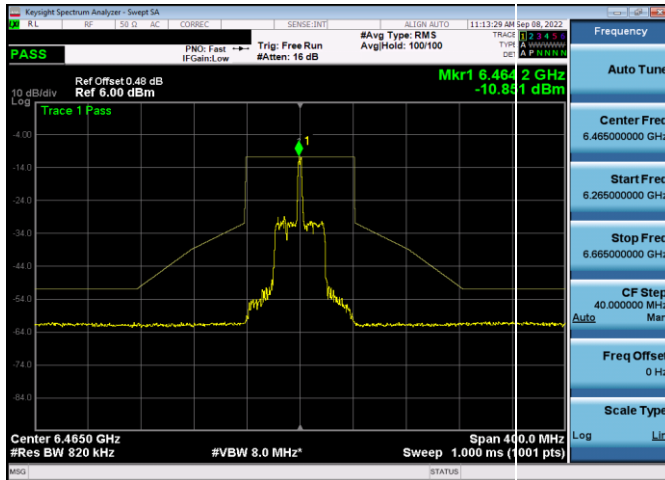 Keysight Spectrum Analyzer - Swept SA
RL RF 50 Ω AC CORREC SENSE:INT ALIGN AUTO 11:13:29 AM Sep 08, 2022
PASS
PNO: Fast
IFGain:Low
Trig: Free Run
#Atten: 16 dB
#Avg Type: RMS
Avg|Hold: 100/100
TRACE 1 2 3 4 5 6
TYPE A WWWWW
DET A P N N N N
Mkr1 6.464 2 GHz
-10.851 dBm
Ref Offset 0.48 dB
10 dB/div Ref 6.00 dBm
Log
Trace 1 Pass
1
-4.00
-14.0
-24.0
-34.0
-44.0
-54.0
-64.0
-74.0
-84.0
Center 6.4650 GHz Span 400.0 MHz
#Res BW 820 kHz #VBW 8.0 MHz* Sweep 1.000 ms (1001 pts)
MSG STATUS
Frequency
Auto Tune
Center Freq
6.465000000 GHz
Start Freq
6.265000000 GHz
Stop Freq
6.665000000 GHz
CF Step
40.000000 MHz
Auto Man
Freq Offset
0 Hz
Scale Type
Log Lin